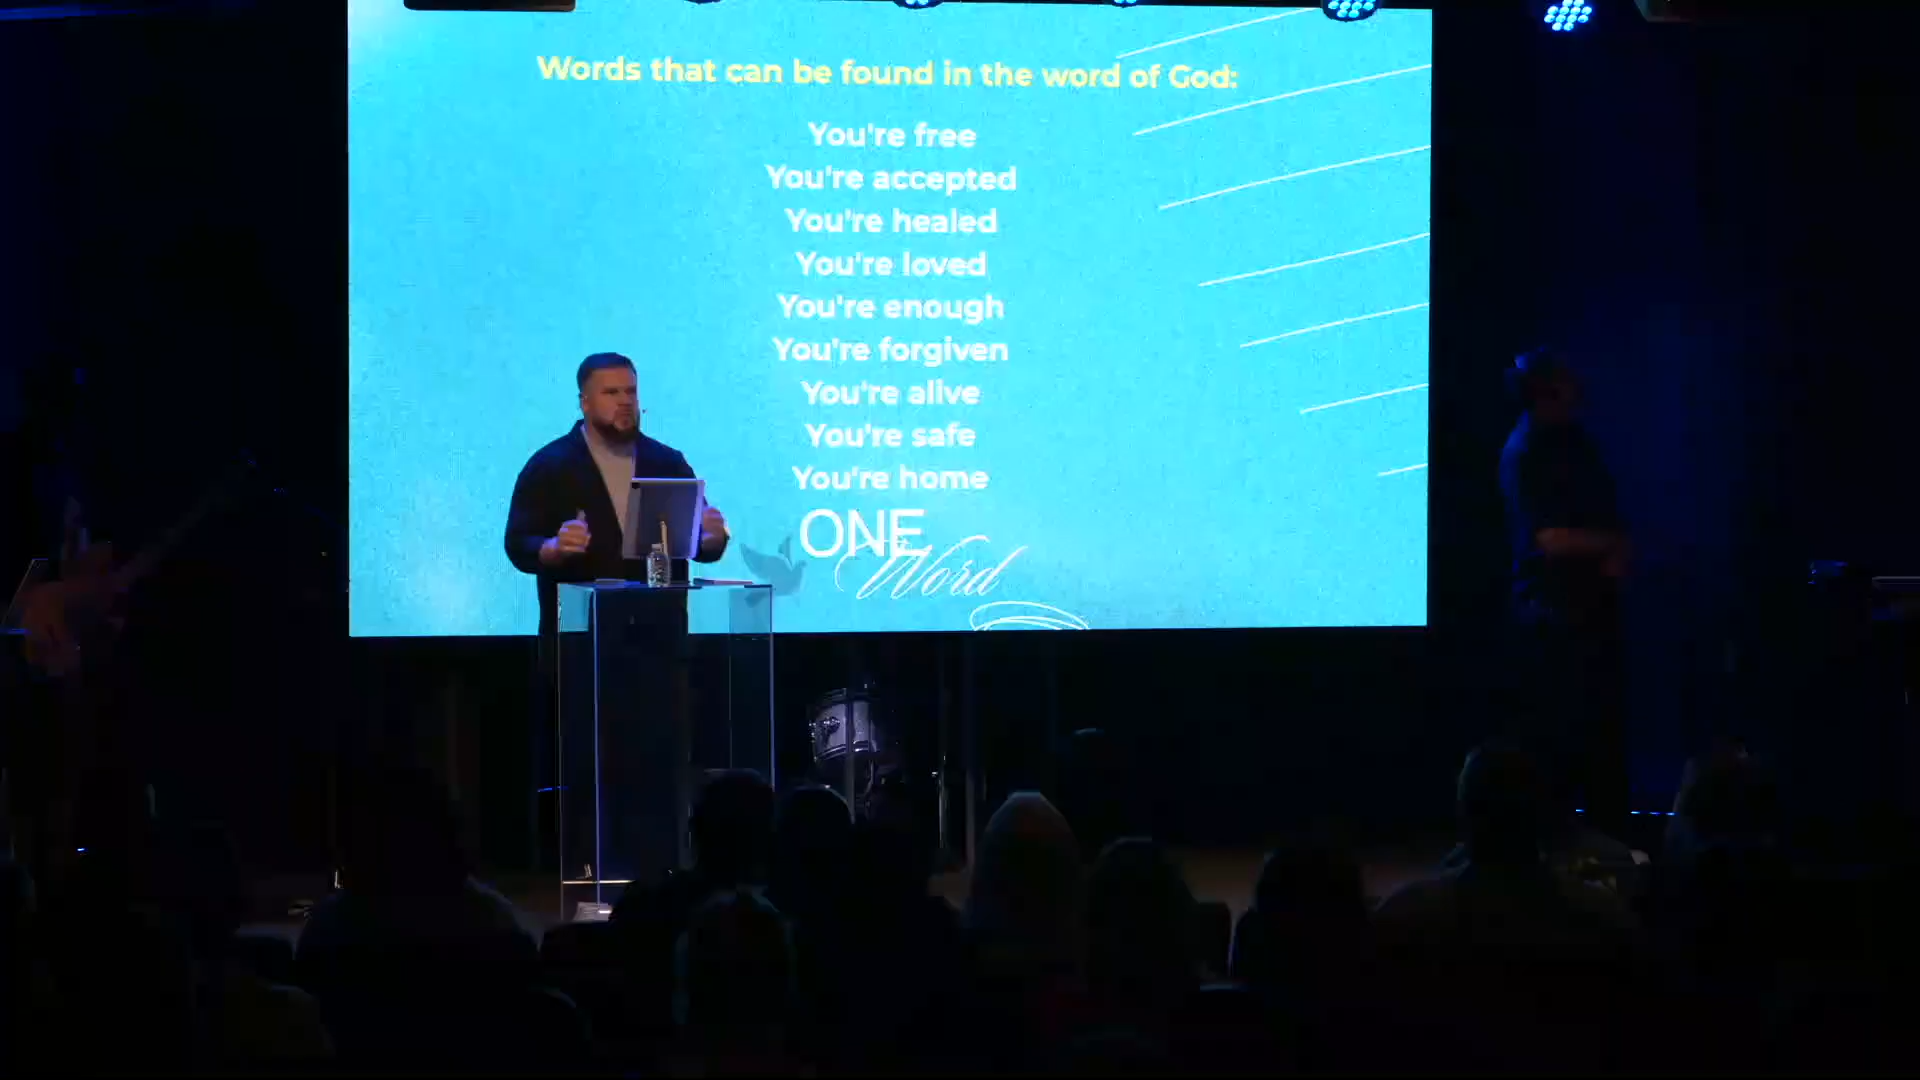 Words that can be found in the word of God:
You're free
You're accepted
You're healed
You're loved
You're enough
You're forgiven
You're alive
You're safe
You're home
ONE
Word